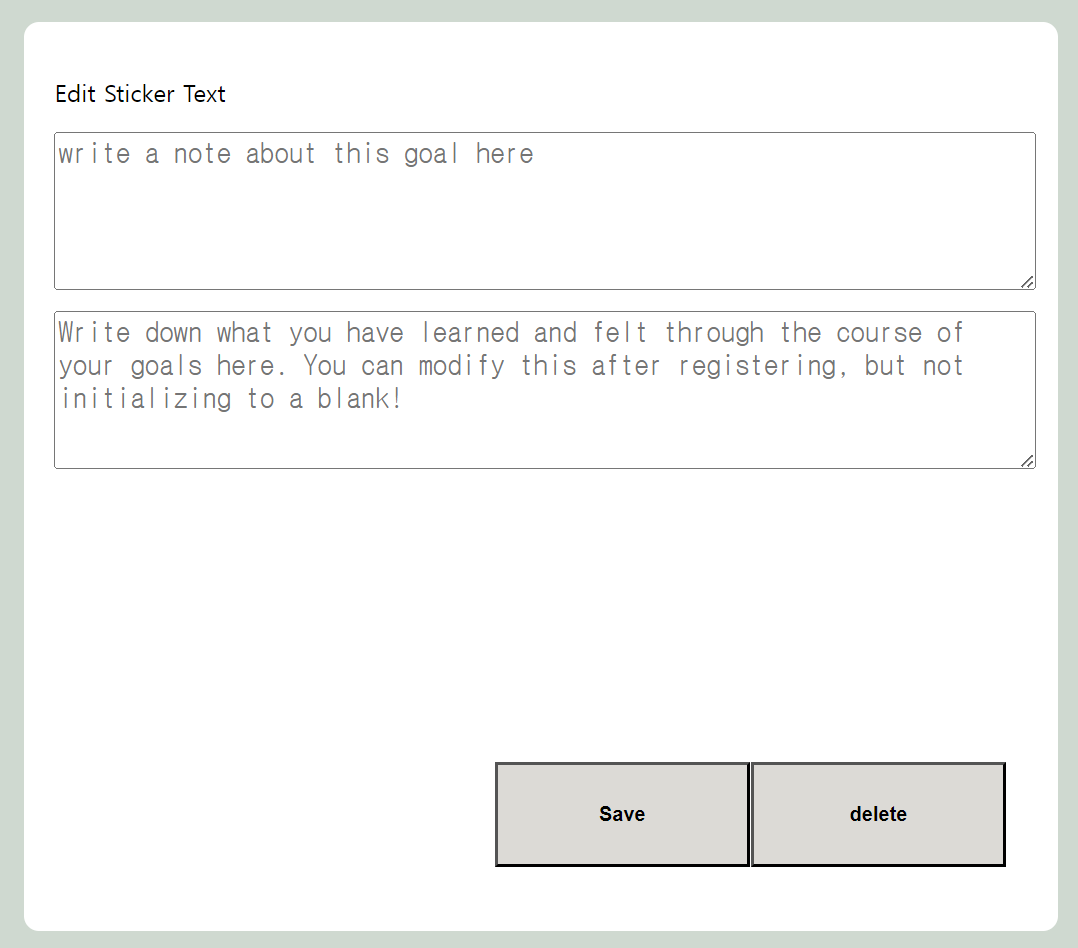 Edit Sticker Text
write a note about this goal here
Write down what you have learned and felt through the course of
your goals here. You can modify this after registering, but not
initializing to a blank!
Save
delete